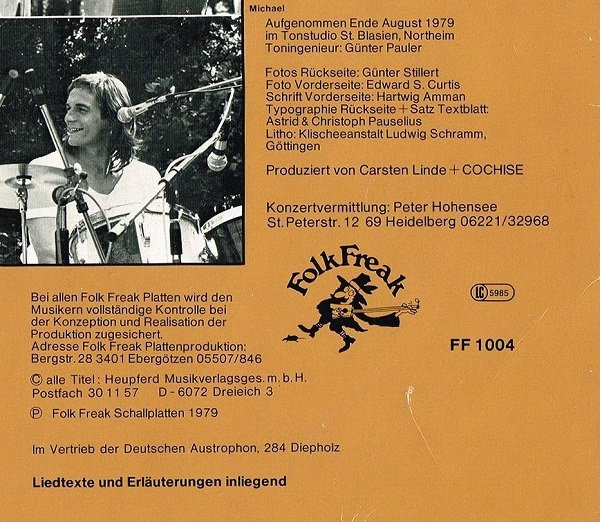 Michael
Aufgenommen Ende August 1979
im Tonstudio St. Blasien, Northeim
Toningenieur: Günter Pauler
Fotos Rückseite: Günter Stillert
Foto Vorderseite: Edward S. Curtis
Schrift Vorderseite: Hartwig Amman
Typographie Rückseite + Satz Textblatt:
Astrid & Christoph Pauselius
Litho: Klischeeanstalt Ludwig Schramm,
Göttingen
Produziert von Carsten Linde + COCHISE
Konzertvermittlung: Peter Hohensee
St. Peterstr. 12 69 Heidelberg 06221/32968
Folk Freak
LC 5985
FF 1004
Bei allen Folk Freak Platten wird den
Musikern vollständige Kontrolle bei
der Konzeption und Realisation der
Produktion zugesichert.
Adresse Folk Freak Plattenproduktion;
Bergstr. 28 3401 Ebergötzen 05507/846
© alle Titel: Heupferd Musikverlagsges. m. b. H.
Postfach 30 11 57 D - 6072 Dreieich 3
℗ Folk Freak Schallplatten 1979
Im Vertrieb der Deutschen Austrophon, 284 Diepholz
Liedtexte und Erläuterungen inliegend